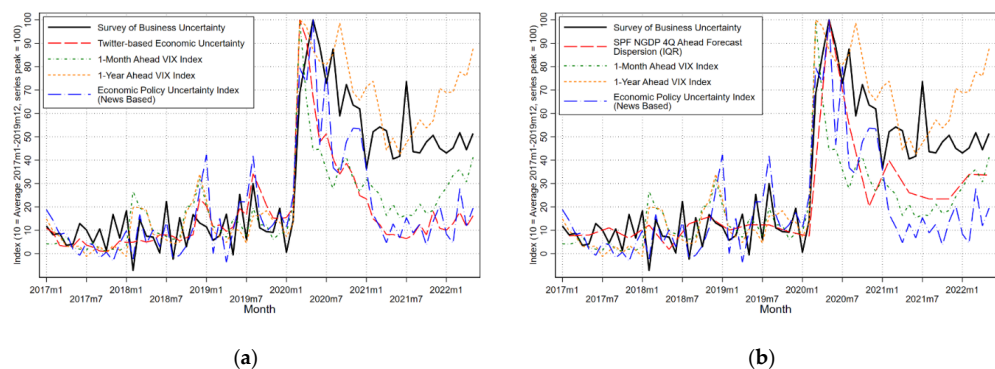 Index (10 = Average 2017m1-2019m12, series peak = 100)
100
90
80
70
60
50
40
30
20
10
0
Survey of Business Uncertainty
Twitter-based Economic Uncertainty
1-Month Ahead VIX Index
1-Year Ahead VIX Index
Economic Policy Uncertainty Index
(News Based)
2017m1
2017m7
2018m1
2018m7
2019m1
2019m7
2020m1
2020m7
2021m1
2021m7
2022m1
Month
(a)
Index (10 = Average 2017m1-2019m12, series peak = 100)
100
90
80
70
60
50
40
30
20
10
0
Survey of Business Uncertainty
SPF NGDP 4Q Ahead Forecast
Dispersion (IQR)
1-Month Ahead VIX Index
1-Year Ahead VIX Index
Economic Policy Uncertainty Index
(News Based)
2017m1
2017m7
2018m1
2018m7
2019m1
2019m7
2020m1
2020m7
2021m1
2021m7
2022m1
Month
(b)